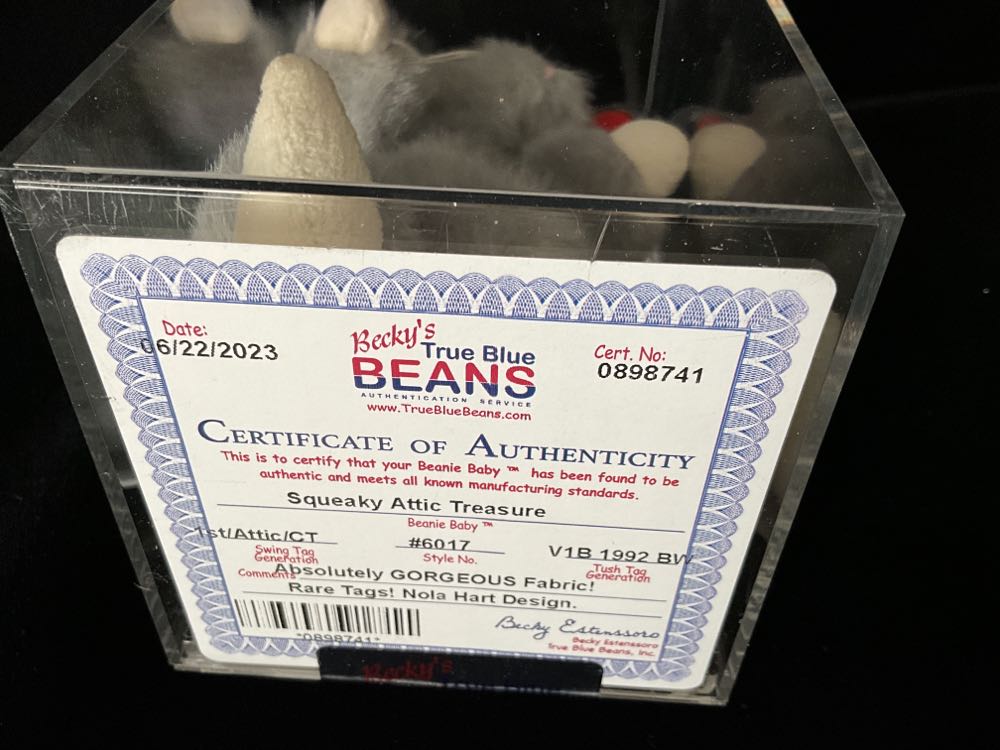 Date:
06/22/2023
Becky's
True Blue
BEANS
AUTHENTICATION SERVICE
www.TrueBlueBeans.com
Cert. No:
0898741
CERTIFICATE OF AUTHENTICITY
This is to certify that your Beanie Baby ™ has been found to be
authentic and meets all known manufacturing standards.
Squeaky Attic Treasure
Beanie Baby ™
1st/Attic/CT
Swing Tag
Generation
#6017
Style No.
V1B 1992 BW
Tush Tag
Generation
Comments Absolutely GORGEOUS Fabric!
Rare Tags! Nola Hart Design.
*0898741*
Becky Estenssoro
Becky Estenssoro
True Blue Beans, Inc.
Becky's